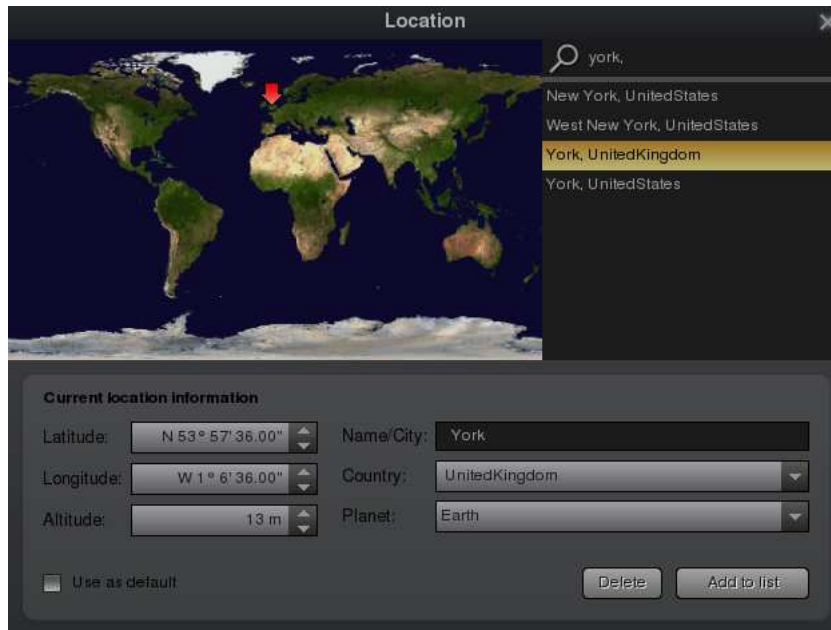 Location
york,
New York, UnitedStates
West New York, UnitedStates
York, UnitedKingdom
York, UnitedStates
Current location information
Latitude: N 53° 57' 36.00" Name/City: York
Longitude: W 1° 6' 36.00" Country: UnitedKingdom
Altitude: 13 m Planet: Earth
Use as default Delete Add to list